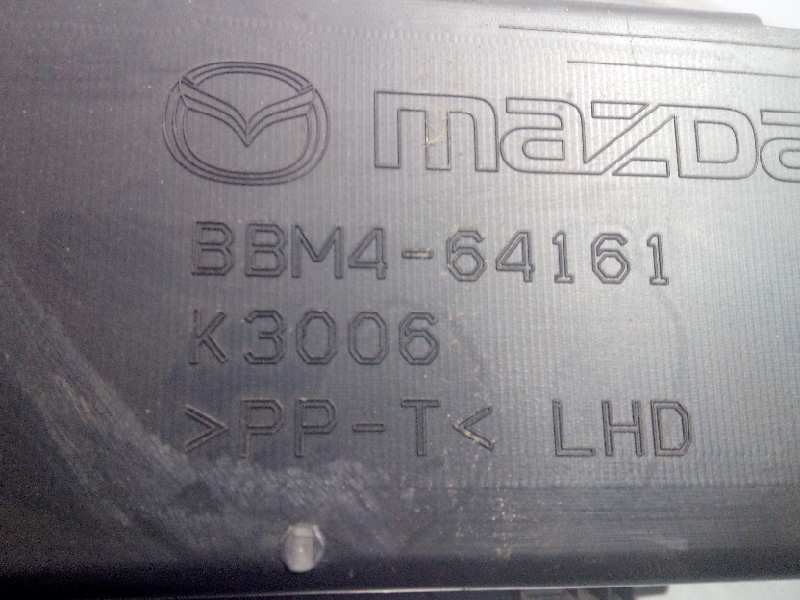 mazda
BBM4-64161
K3006
>PP-T< LHD